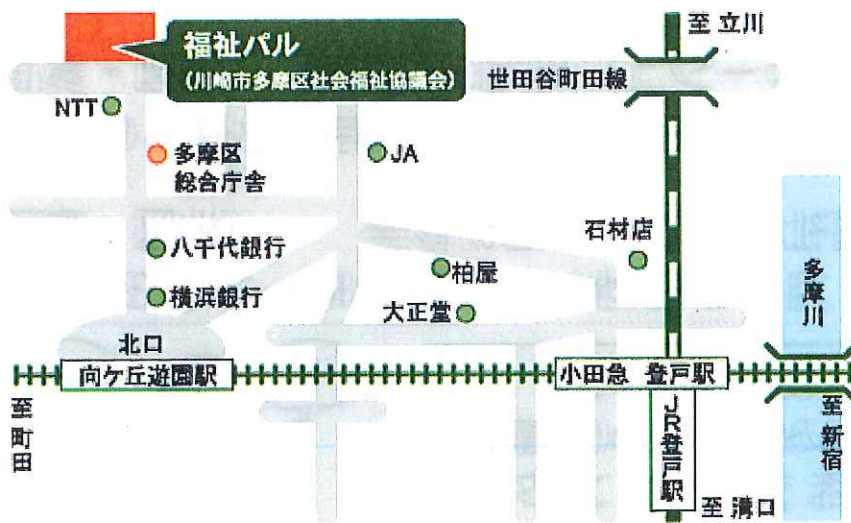 至 立川
福祉パル
(川崎市多摩区社会福祉協議会)
世田谷町田線
NTT
多摩区
総合庁舎
JA
石材店
八千代銀行
柏屋
多摩川
横浜銀行
大正堂
北口
向ケ丘遊園駅
小田急 登戸駅
至 町田
JR登戸駅
至 新宿
至 溝口